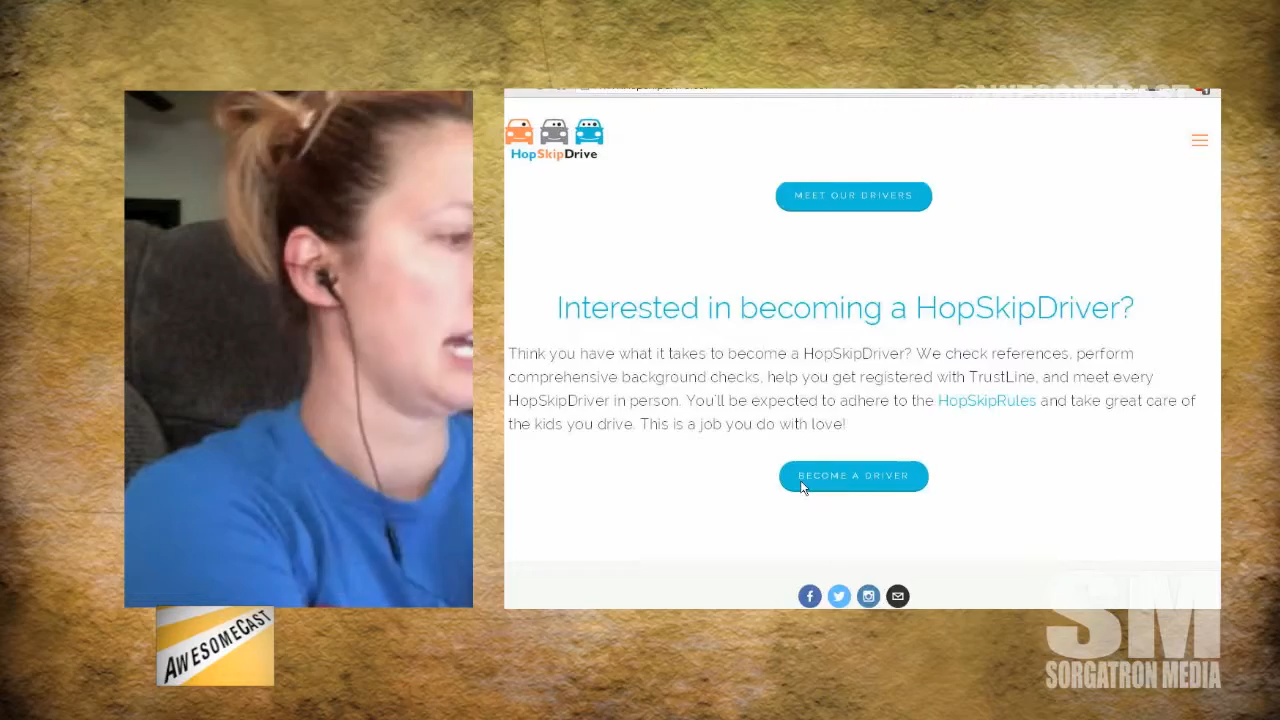 @AWESOMECAST
HopSkipDrive
MEET OUR DRIVERS
Interested in becoming a HopSkipDriver?
Think you have what it takes to become a HopSkipDriver? We check references, perform
comprehensive background checks, help you get registered with TrustLine, and meet every
HopSkipDriver in person. You'll be expected to adhere to the HopSkipRules and take great care of
the kids you drive. This is a job you do with love!
BECOME A DRIVER
AWESOMECAST
SM
SORGATRON MEDIA